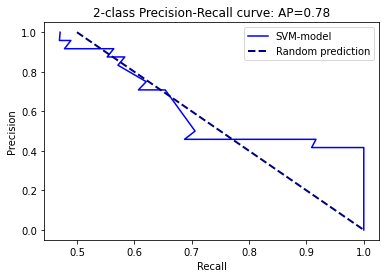 2-class Precision-Recall curve: AP=0.78
SVM-model
Random prediction
Precision
1.0
0.8
0.6
0.4
0.2
0.0
0.5 0.6 0.7 0.8 0.9 1.0
Recall